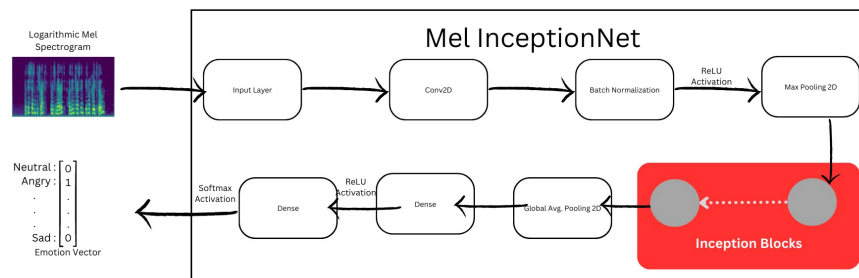 Logarithmic Mel
Spectrogram
Mel InceptionNet
Input Layer
Conv2D
Batch Normalization
ReLU
Activation
Max Pooling 2D
Inception Blocks
Global Avg. Pooling 2D
Dense
ReLU
Activation
Dense
Softmax
Activation
Neutral : 0
Angry : 1
. .
. .
. .
Sad : 0
Emotion Vector